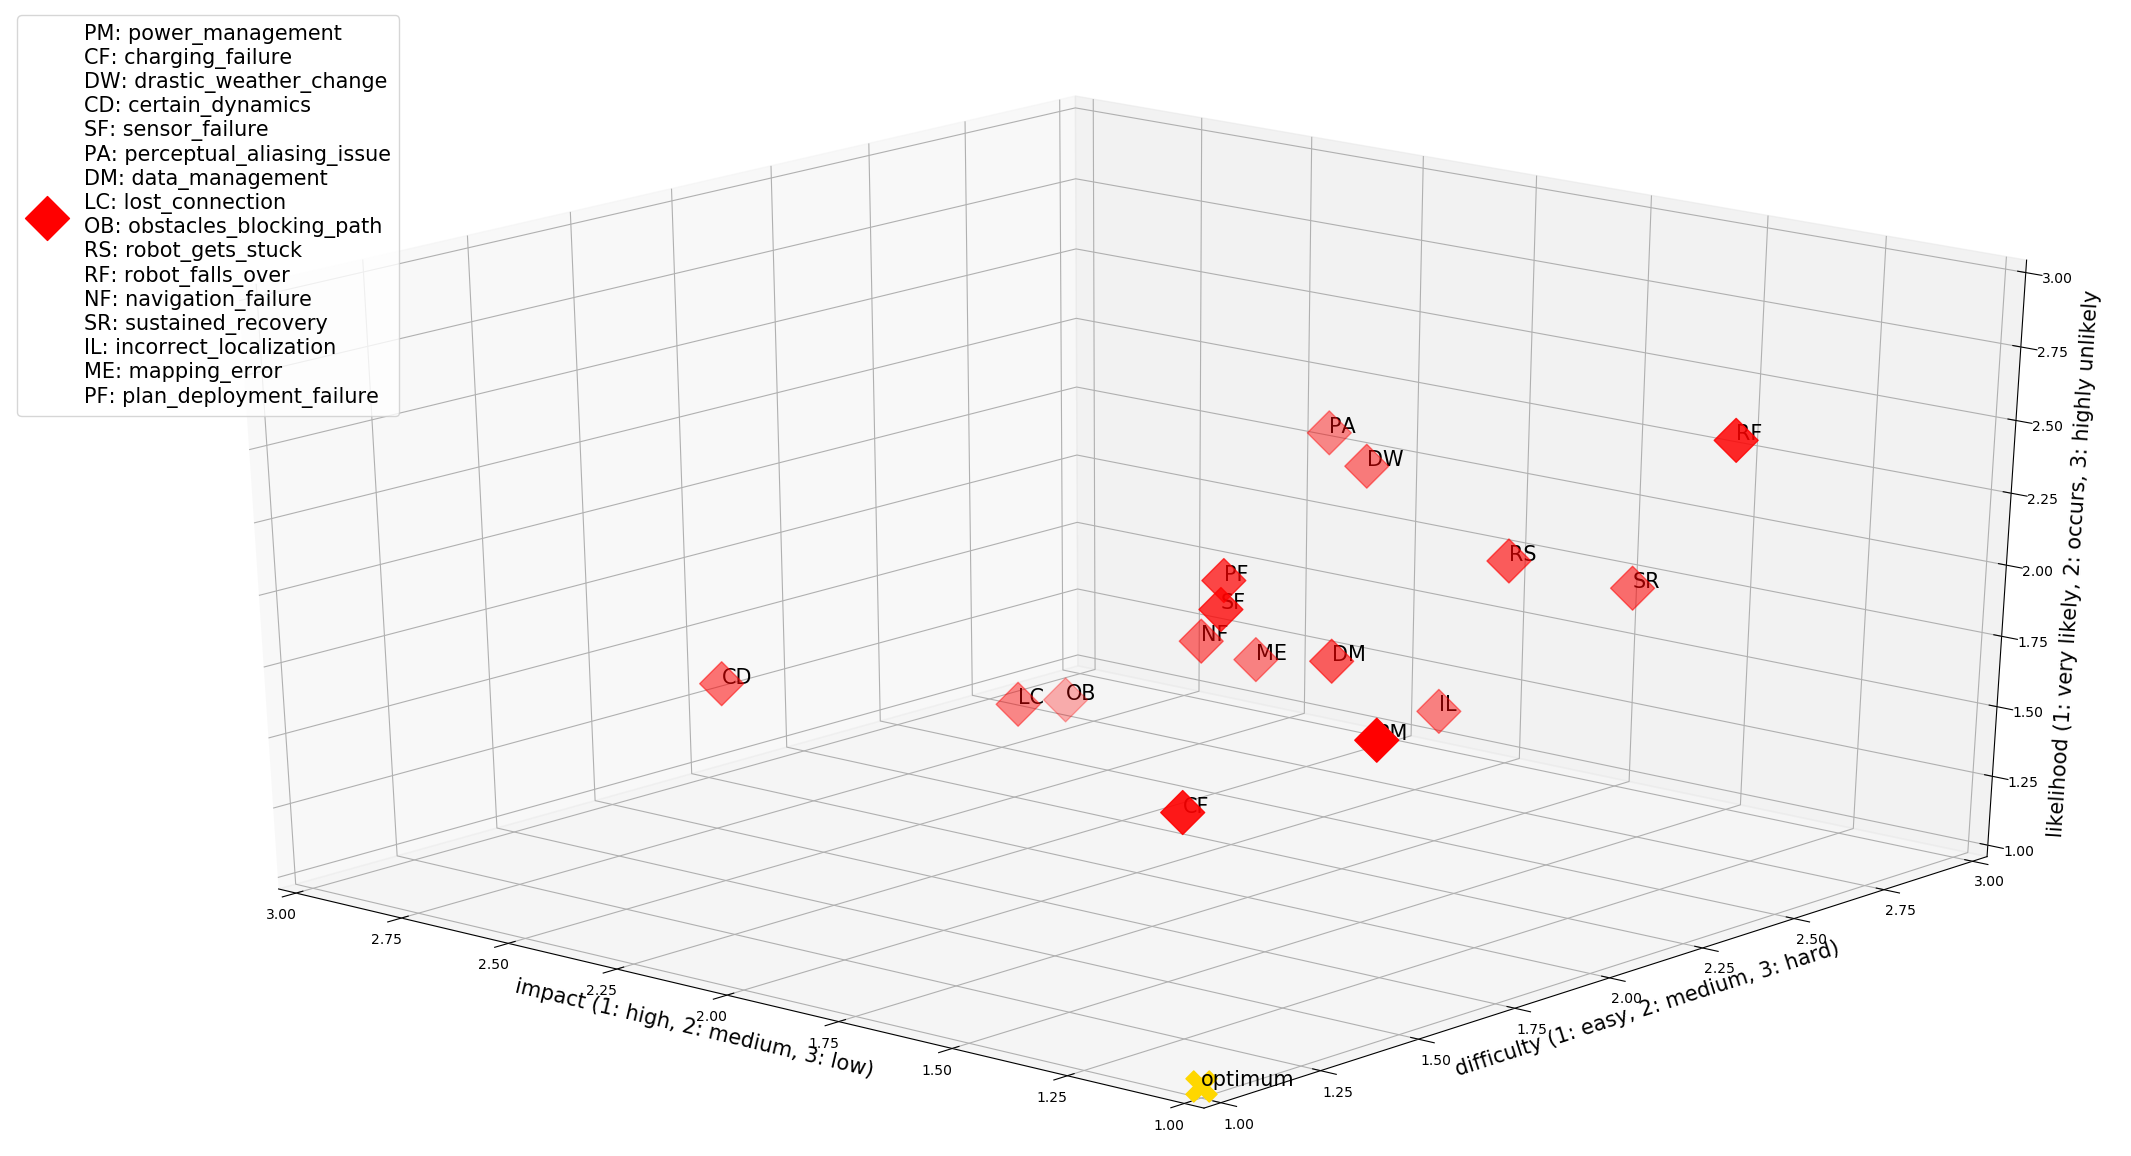 PM: power_management
CF: charging_failure
DW: drastic_weather_change
CD: certain_dynamics
SF: sensor_failure
PA: perceptual_aliasing_issue
DM: data_management
LC: lost_connection
OB: obstacles_blocking_path
RS: robot_gets_stuck
RF: robot_falls_over
NF: navigation_failure
SR: sustained_recovery
IL: incorrect_localization
ME: mapping_error
PF: plan_deployment_failure
PA
RF
DW
RS
PF
SR
SF
NF
ME
DM
CD
OB
LC
IL
PM
CF
optimum
3.00
2.75
2.50
2.25
2.00
1.75
1.50
1.25
1.00
likelihood (1: very likely, 2: occurs, 3: highly unlikely
3.00
2.75
2.50
2.25
2.00
1.75
1.50
1.25
1.00
impact (1: high, 2: medium, 3: low)
3.00
2.75
2.50
2.25
2.00
1.75
1.50
1.25
1.00
difficulty (1: easy, 2: medium, 3: hard)